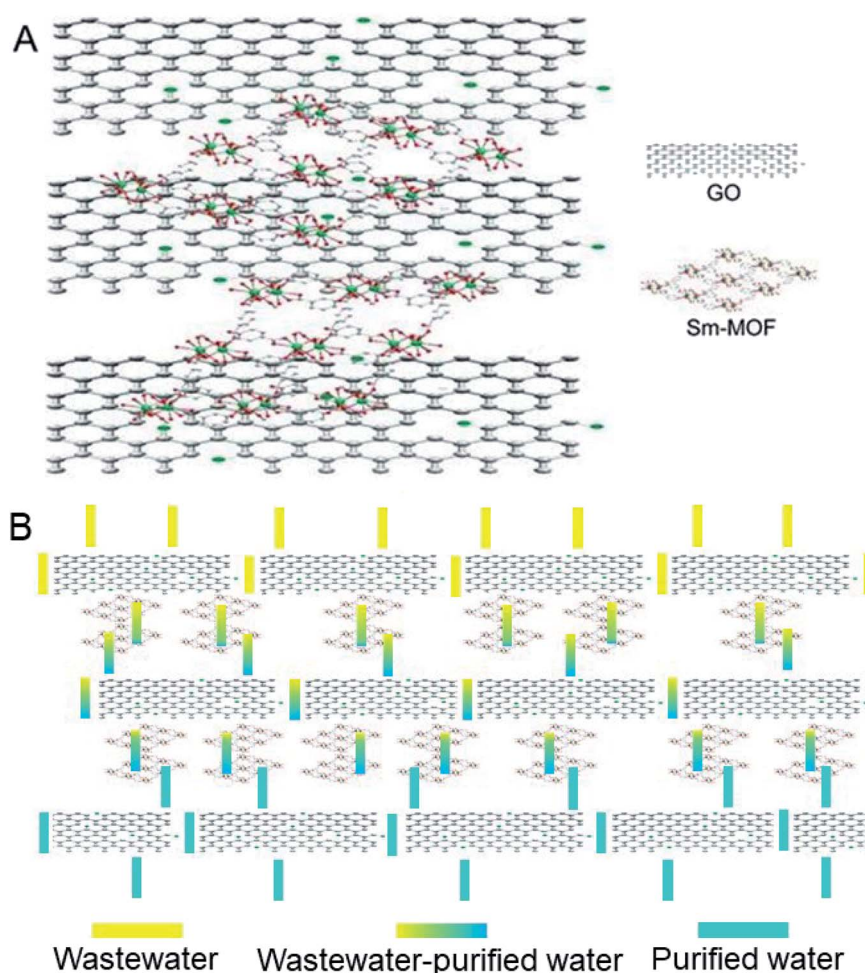 A
GO
Sm-MOF
B
Wastewater
Wastewater-purified water
Purified water